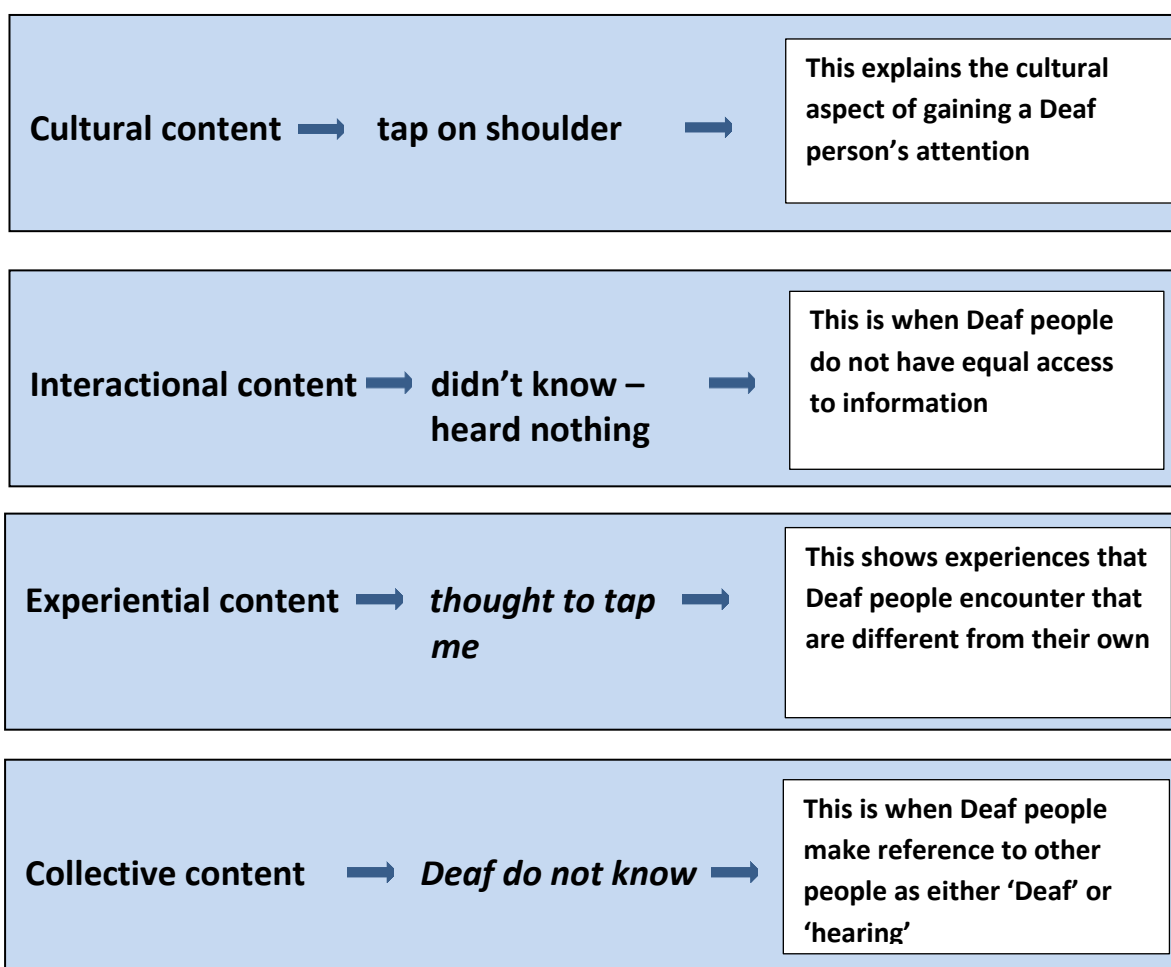 Cultural content
tap on shoulder
This explains the cultural
aspect of gaining a Deaf
person’s attention
Interactional content
didn’t know –
heard nothing
This is when Deaf people
do not have equal access
to information
Experiential content
thought to tap
me
This shows experiences that
Deaf people encounter that
are different from their own
Collective content
Deaf do not know
This is when Deaf people
make reference to other
people as either ‘Deaf’ or
‘hearing’